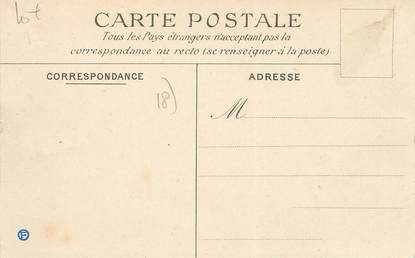 Lot
CARTE POSTALE
Tous les Pays étrangers n'acceptant pas la
correspondance au recto (se renseigner à la poste)
CORRESPONDANCE
ADRESSE
18)
M